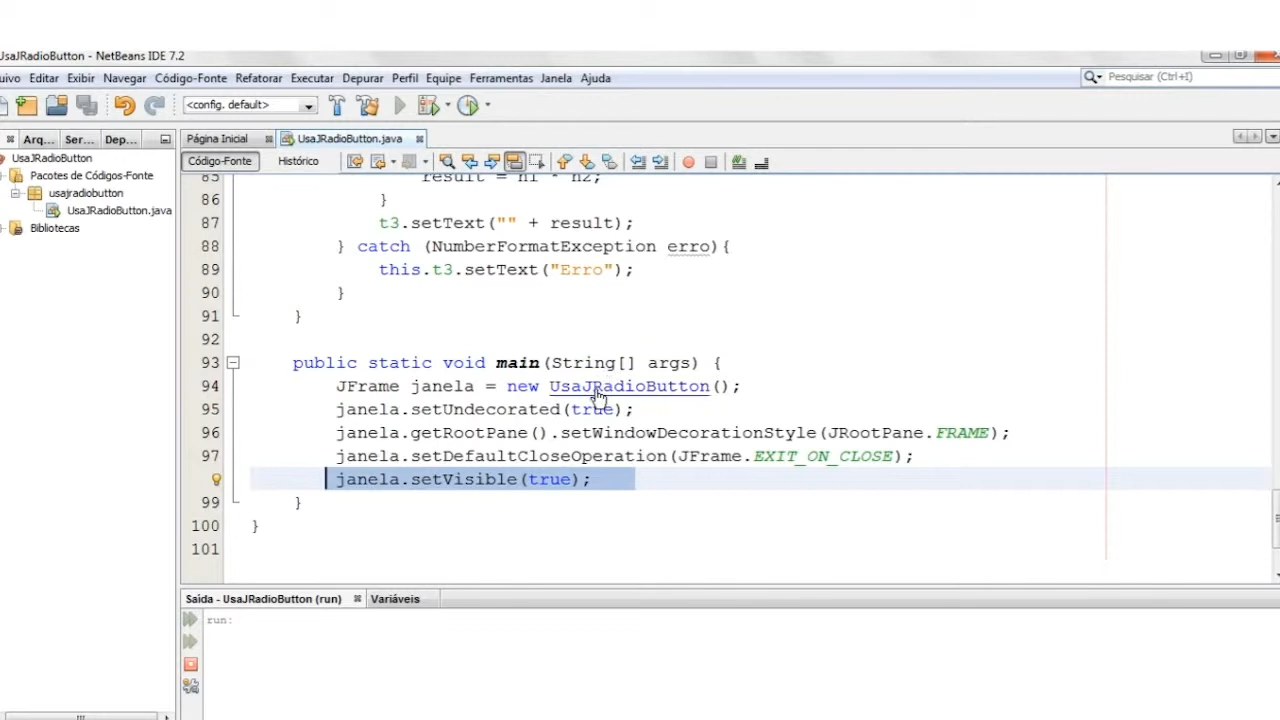 UsaJRadioButton - NetBeans IDE 7.2
uivo Editar Exibir Navegar Código-Fonte Refatorar Executar Depurar Perfil Equipe Ferramentas Janela Ajuda
Pesquisar (Ctrl+I)
<config. default>
Arq... Ser... Dep...
Página Inicial UsaJRadioButton.java
UsaJRadioButton
Código-Fonte Histórico
Pacotes de Códigos-Fonte
usajradiobutton
UsaJRadioButton.java
Bibliotecas
85 result = n1 - n2;
86 }
87 t3.setText("" + result);
88 } catch (NumberFormatException erro){
89 this.t3.setText("Erro");
90 }
91 }
92
93 public static void main(String[] args) {
94 JFrame janela = new UsaJRadioButton();
95 janela.setUndecorated(true);
96 janela.getRootPane().setWindowDecorationStyle(JRootPane.FRAME);
97 janela.setDefaultCloseOperation(JFrame.EXIT_ON_CLOSE);
janela.setVisible(true);
99 }
100 }
101
Saída - UsaJRadioButton (run) Variáveis
run: